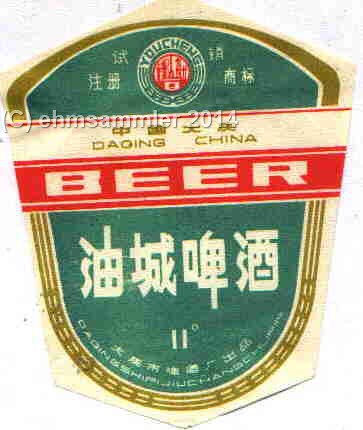 试销
YOUCHENG
注册 商标
(C) ehmsammler 2014
中国大庆
DAQING CHINA
BEER
油城啤酒
11°
大庆市啤酒厂出品
DAQINGSHIPIJIUCHANGCHUPIN